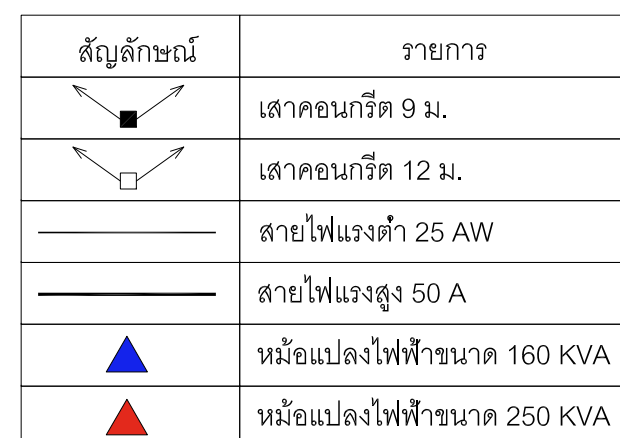 สัญลักษณ์ รายการ
เสาคอนกรีต 9 ม.
เสาคอนกรีต 12 ม.
สายไฟแรงต่ำ 25 AW
สายไฟแรงสูง 50 A
หม้อแปลงไฟฟ้าขนาด 160 KVA
หม้อแปลงไฟฟ้าขนาด 250 KVA